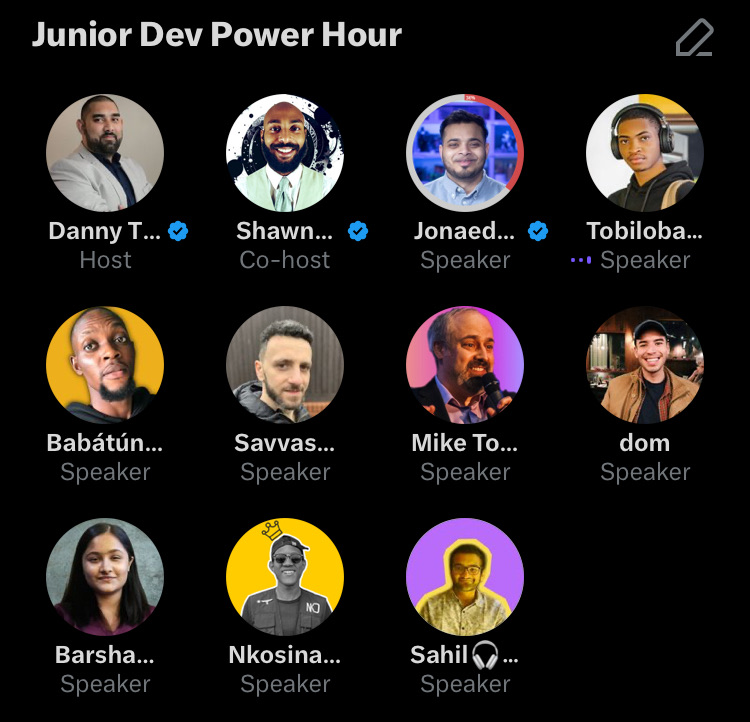 Junior Dev Power Hour
Danny T... Shawn... Jonaed... Tobiloba...
Host Co-host Speaker Speaker
Babátún... Savvas... Mike To... dom
Speaker Speaker Speaker Speaker
Barsha... Nkosina... Sahil🎧...
Speaker Speaker Speaker